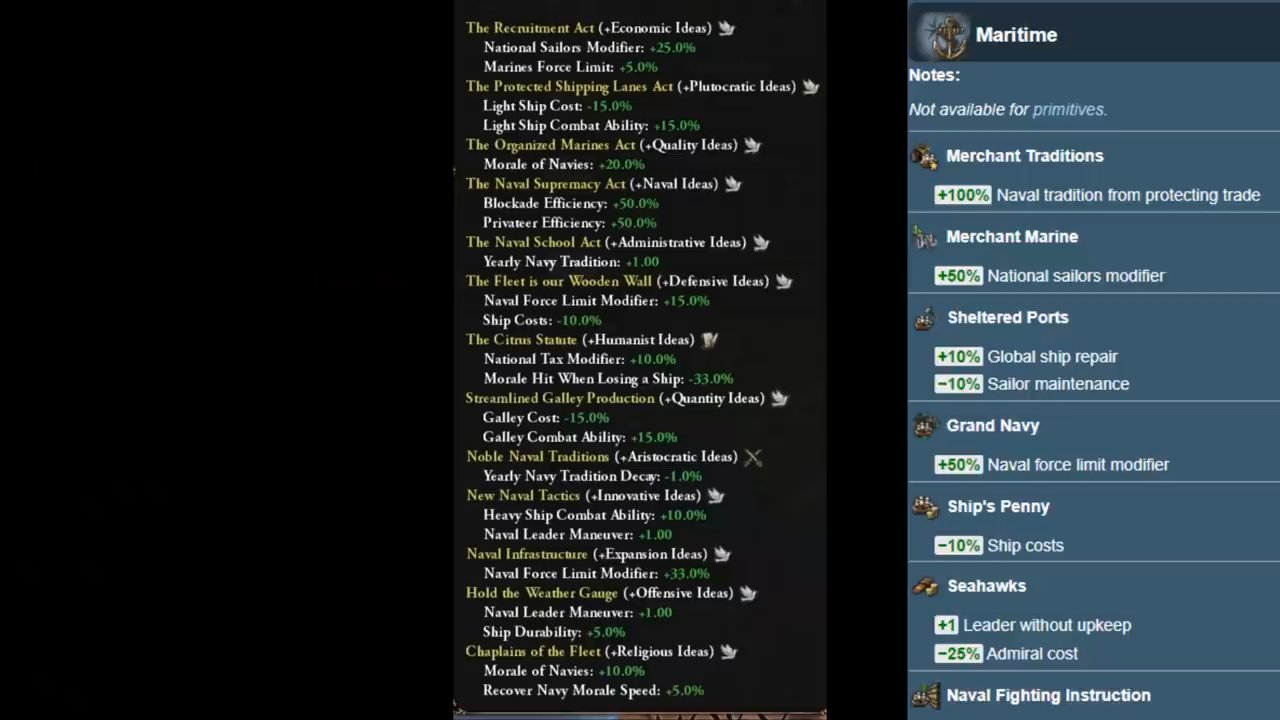 The Recruitment Act (+Economic Ideas)
National Sailors Modifier: +25.0%
Marines Force Limit: +5.0%
The Protected Shipping Lanes Act (+Plutocratic Ideas)
Light Ship Cost: -15.0%
Light Ship Combat Ability: +15.0%
The Organized Marines Act (+Quality Ideas)
Morale of Navies: +20.0%
The Naval Supremacy Act (+Naval Ideas)
Blockade Efficiency: +50.0%
Privateer Efficiency: +50.0%
The Naval School Act (+Administrative Ideas)
Yearly Navy Tradition: +1.00
The Fleet is our Wooden Wall (+Defensive Ideas)
Naval Force Limit Modifier: +15.0%
Ship Costs: -10.0%
The Citrus Statute (+Humanist Ideas)
National Tax Modifier: +10.0%
Morale Hit When Losing a Ship: -33.0%
Streamlined Galley Production (+Quantity Ideas)
Galley Cost: -15.0%
Galley Combat Ability: +15.0%
Noble Naval Traditions (+Aristocratic Ideas)
Yearly Navy Tradition Decay: -1.0%
New Naval Tactics (+Innovative Ideas)
Heavy Ship Combat Ability: +10.0%
Naval Leader Maneuver: +1.00
Naval Infrastructure (+Expansion Ideas)
Naval Force Limit Modifier: +33.0%
Hold the Weather Gauge (+Offensive Ideas)
Naval Leader Maneuver: +1.00
Ship Durability: +5.0%
Chaplains of the Fleet (+Religious Ideas)
Morale of Navies: +10.0%
Recover Navy Morale Speed: +5.0%
Maritime
Notes:
Not available for primitives.
Merchant Traditions
+100% Naval tradition from protecting trade
Merchant Marine
+50% National sailors modifier
Sheltered Ports
+10% Global ship repair
−10% Sailor maintenance
Grand Navy
+50% Naval force limit modifier
Ship's Penny
−10% Ship costs
Seahawks
+1 Leader without upkeep
−25% Admiral cost
Naval Fighting Instruction